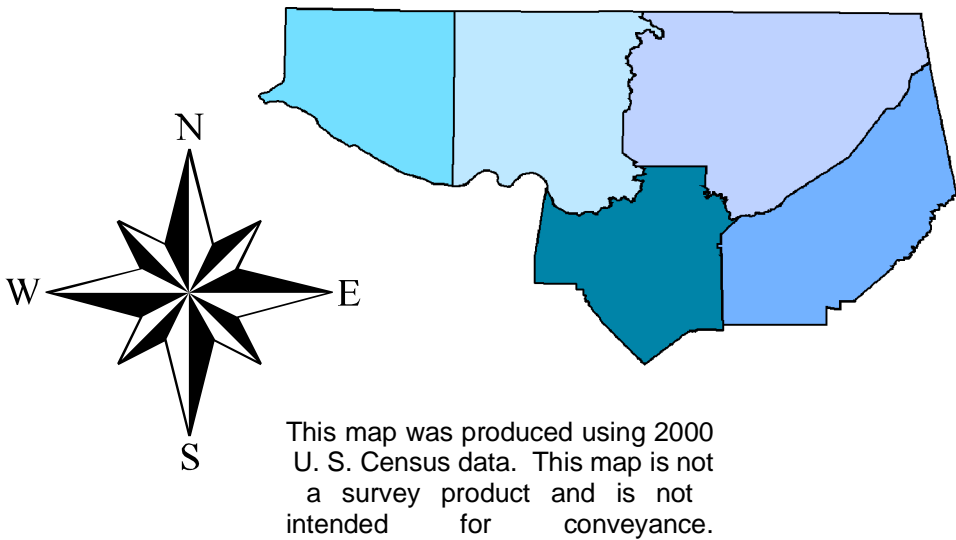 N
W E
S
This map was produced using 2000
U. S. Census data. This map is not
a survey product and is not
intended for conveyance.